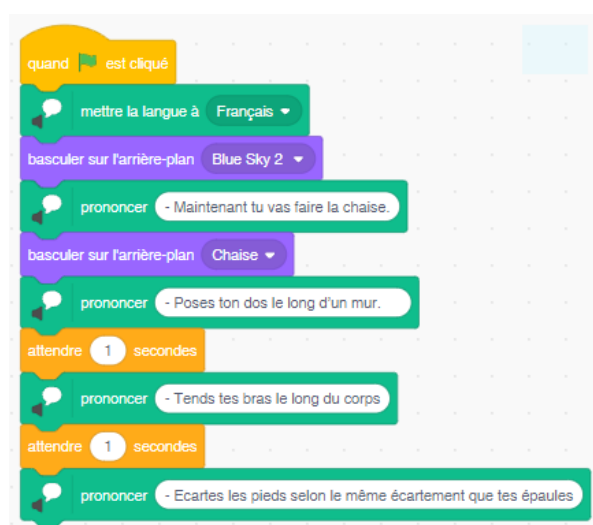 quand est cliqué
mettre la langue à Français
basculer sur l'arrière-plan Blue Sky 2
prononcer - Maintenant tu vas faire la chaise.
basculer sur l'arrière-plan Chaise
prononcer - Poses ton dos le long d'un mur.
attendre 1 secondes
prononcer - Tends tes bras le long du corps
attendre 1 secondes
prononcer - Ecartes les pieds selon le même écartement que tes épaules